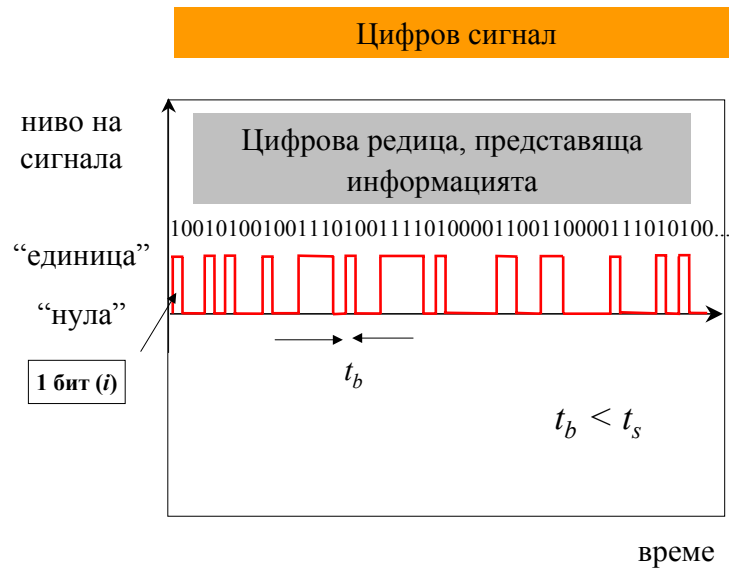 Цифров сигнал
ниво на
сигнала
Цифрова редица, представяща
информацията
10010100100111010011110100001100110000111010100...
“единица”
“нула”
1 бит (i)
t_b
t_b < t_s
време